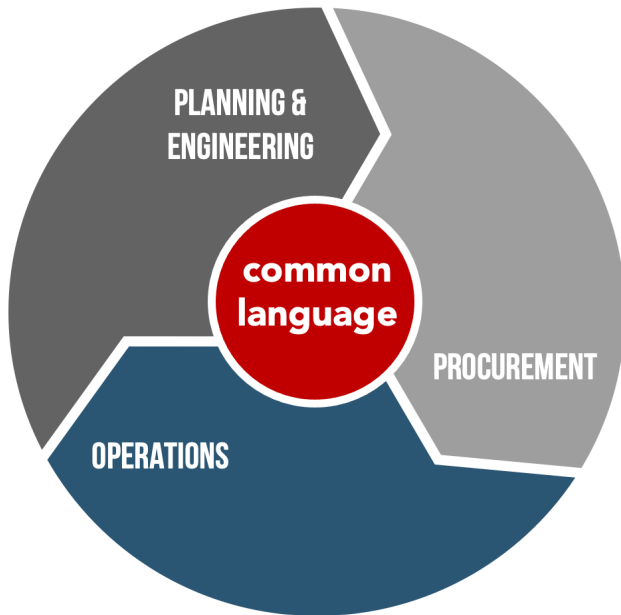 PLANNING &
ENGINEERING
common
language
PROCUREMENT
OPERATIONS